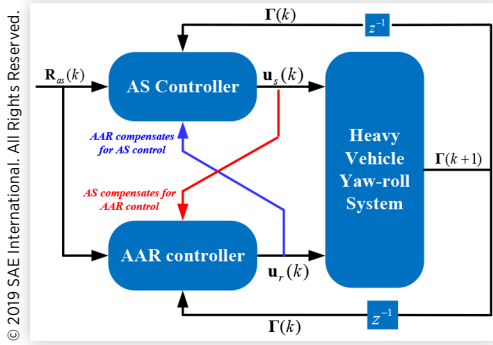 © 2019 SAE International. All Rights Reserved.
Γ(k)
z⁻¹
R_as(k)
AS Controller
u_s(k)
AAR compensates
for AS control
Heavy
Vehicle
Yaw-roll
System
Γ(k+1)
AS compensates for
AAR control
AAR controller
u_r(k)
Γ(k)
z⁻¹